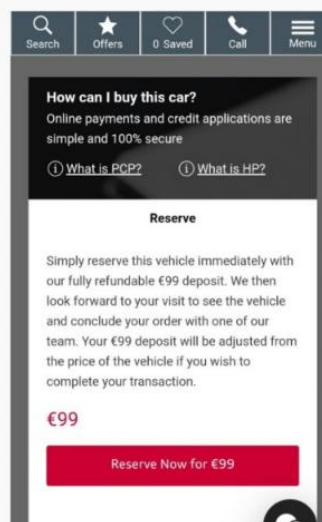 Search Offers 0 Saved Call Menu
How can I buy this car?
Online payments and credit applications are
simple and 100% secure
What is PCP? What is HP?
Reserve
Simply reserve this vehicle immediately with
our fully refundable €99 deposit. We then
look forward to your visit to see the vehicle
and conclude your order with one of our
team. Your €99 deposit will be adjusted from
the price of the vehicle if you wish to
complete your transaction.
€99
Reserve Now for €99